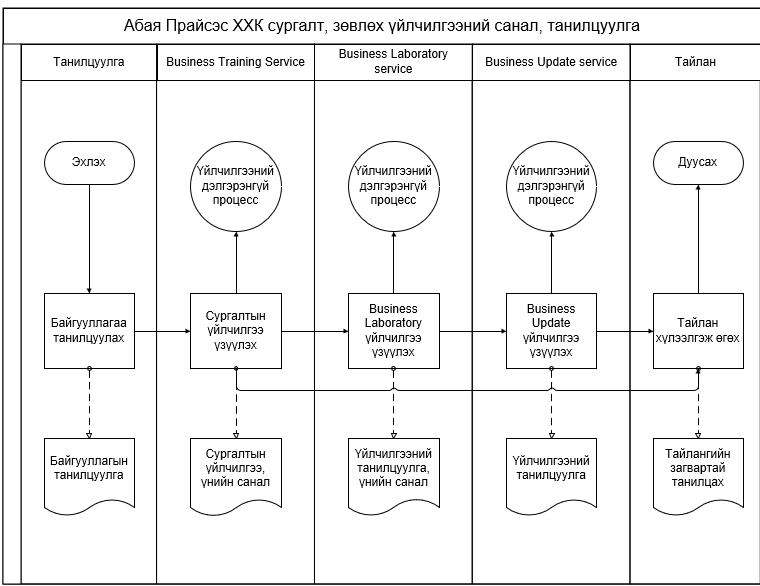 Абая Прайсэс ХХК сургалт, зөвлөх үйлчилгээний санал, танилцуулга
Танилцуулга
Business Training Service
Business Laboratory
service
Business Update service
Тайлан
Эхлэх
Үйлчилгээний
дэлгэрэнгүй
процесс
Үйлчилгээний
дэлгэрэнгүй
процесс
Үйлчилгээний
дэлгэрэнгүй
процесс
Дуусах
Байгууллагаа
танилцуулах
Сургалтын
үйлчилгээ
үзүүлэх
Business
Laboratory
үйлчилгээ
үзүүлэх
Business
Update
үйлчилгээ
үзүүлэх
Тайлан
хүлээлгэж өгөх
Байгууллагын
танилцуулга
Сургалтын
үйлчилгээ,
үнийн санал
Үйлчилгээний
танилцуулга,
үнийн санал
Үйлчилгээний
танилцуулга
Тайлангийн
загвартай
танилцах